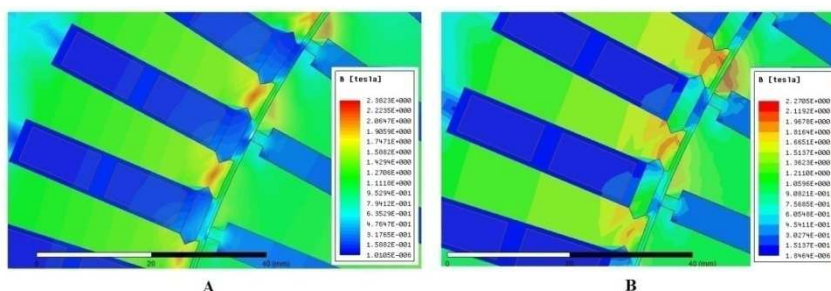 B [tesla]
2.3823E+000
2.2235E+000
2.0647E+000
1.9059E+000
1.7471E+000
1.5882E+000
1.4294E+000
1.2706E+000
1.1118E+000
9.5294E-001
7.9412E-001
6.3529E-001
4.7647E-001
3.1765E-001
1.5882E-001
1.0105E-006
0
20
40 (mm)
A
B [tesla]
2.2705E+000
2.1192E+000
1.9678E+000
1.8164E+000
1.6651E+000
1.5137E+000
1.3623E+000
1.2110E+000
1.0596E+000
9.0821E-001
7.5685E-001
6.0548E-001
4.5411E-001
3.0274E-001
1.5137E-001
1.8464E-006
0
20
40 (mm)
B